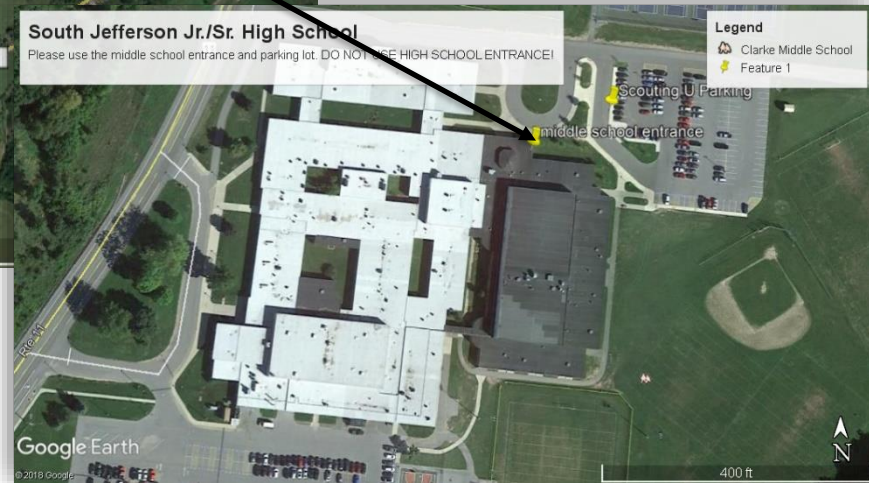 South Jefferson Jr./Sr. High School
Please use the middle school entrance and parking lot. DO NOT USE HIGH SCHOOL ENTRANCE!
Legend
Clarke Middle School
Feature 1
Scouting U Parking
middle school entrance
Rte 11
Google Earth
© 2018 Google
N
400 ft